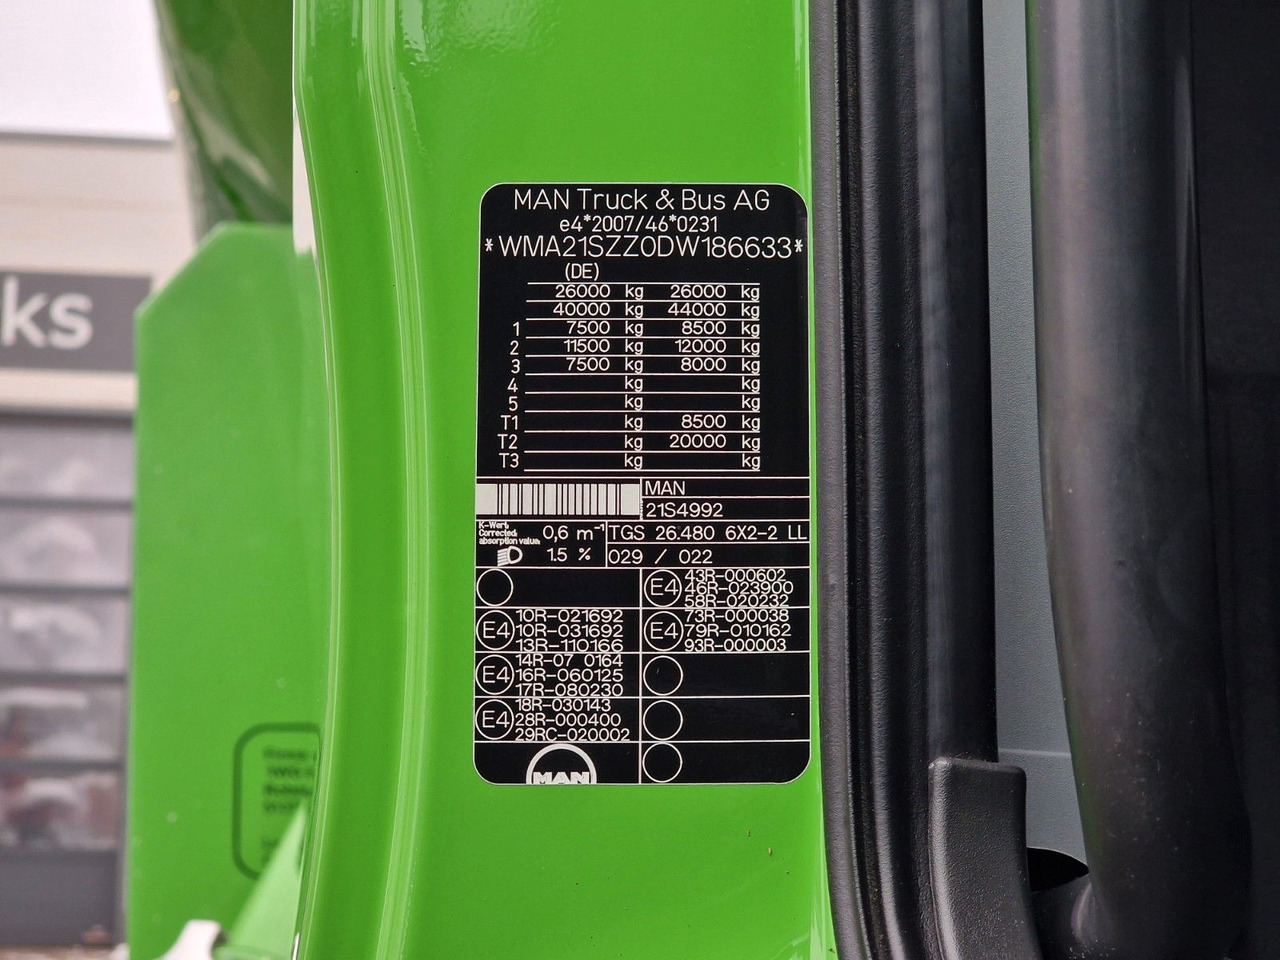 MAN Truck & Bus AG
e4*2007/46*0231
*WMA21SZZ0DW186633*
(DE)
26000 kg 26000 kg
40000 kg 44000 kg
1 7500 kg 8500 kg
2 11500 kg 12000 kg
3 7500 kg 8000 kg
4 kg kg
5 kg kg
T1 kg 8500 kg
T2 kg 20000 kg
T3 kg kg
MAN
21S4992
K-Wert,
Corrected
absorption value:
0,6 m-1
TGS 26.480 6X2-2 LL
1.5 %
029 / 022
E4
43R-000602
46R-023900
58R-020232
E4
10R-021692
10R-031692
13R-110166
E4
73R-000038
79R-010162
93R-000003
E4
14R-07 0164
16R-060125
17R-080230
E4
18R-030143
28R-000400
29RC-020002
MAN
ks